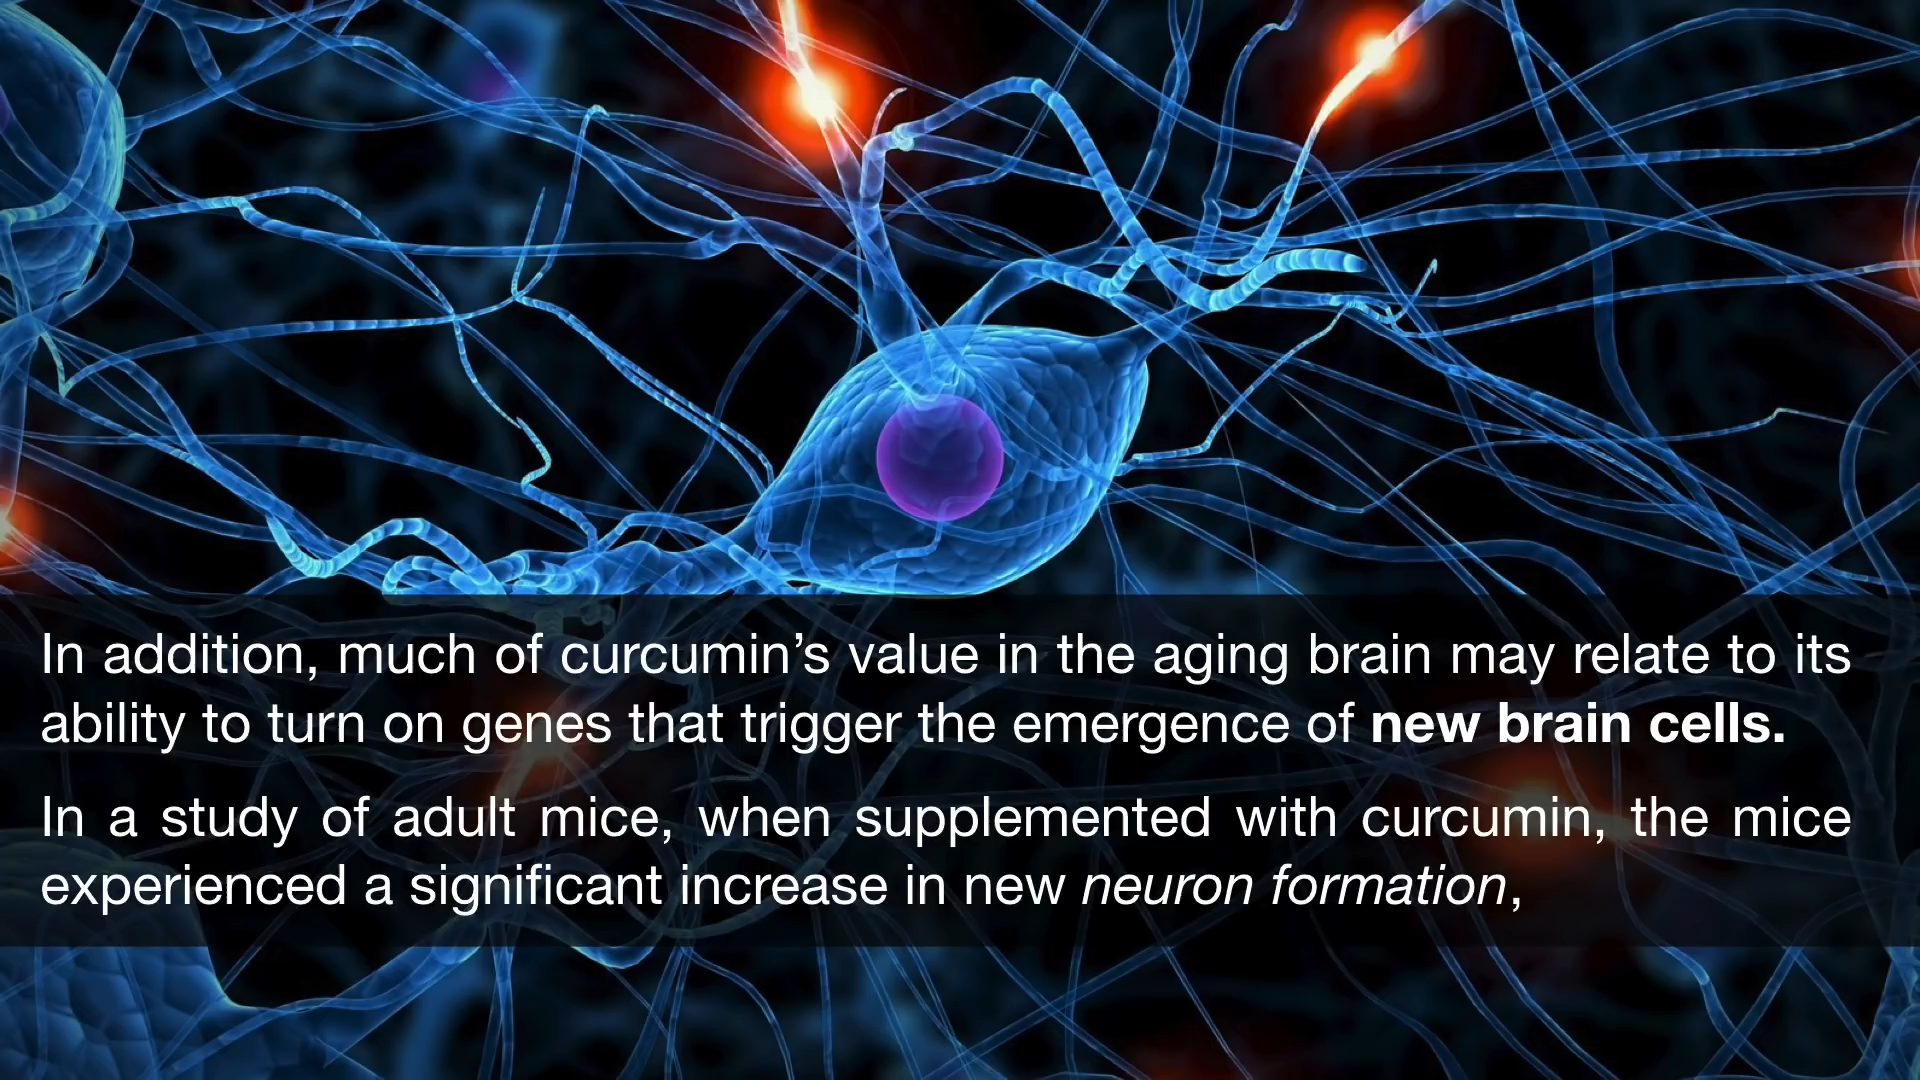 In addition, much of curcumin’s value in the aging brain may relate to its
ability to turn on genes that trigger the emergence of new brain cells.
In a study of adult mice, when supplemented with curcumin, the mice
experienced a significant increase in new neuron formation,